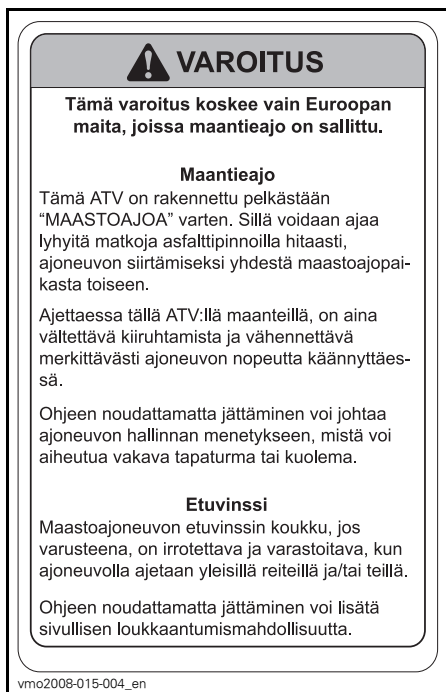 VAROITUS
Tämä varoitus koskee vain Euroopan
maita, joissa maantieajo on sallittu.
Maantieajo
Tämä ATV on rakennettu pelkästään
“MAASTOAJOA” varten. Sillä voidaan ajaa
lyhyitä matkoja asfalttipinnoilla hitaasti,
ajoneuvon siirtämiseksi yhdestä maastoajopai-
kasta toiseen.
Ajettaessa tällä ATV:llä maanteillä, on aina
vältettävä kiiruhtamista ja vähennettävä
merkittävästi ajoneuvon nopeutta käännyttäes-
sä.
Ohjeen noudattamatta jättäminen voi johtaa
ajoneuvon hallinnan menetykseen, mistä voi
aiheutua vakava tapaturma tai kuolema.
Etuvinssi
Maastoajoneuvon etuvinssin koukku, jos
varusteena, on irrotettava ja varastoitava, kun
ajoneuvolla ajetaan yleisillä reiteillä ja/tai teillä.
Ohjeen noudattamatta jättäminen voi lisätä
sivullisen loukkaantumismahdollisuutta.
vmo2008-015-004_en